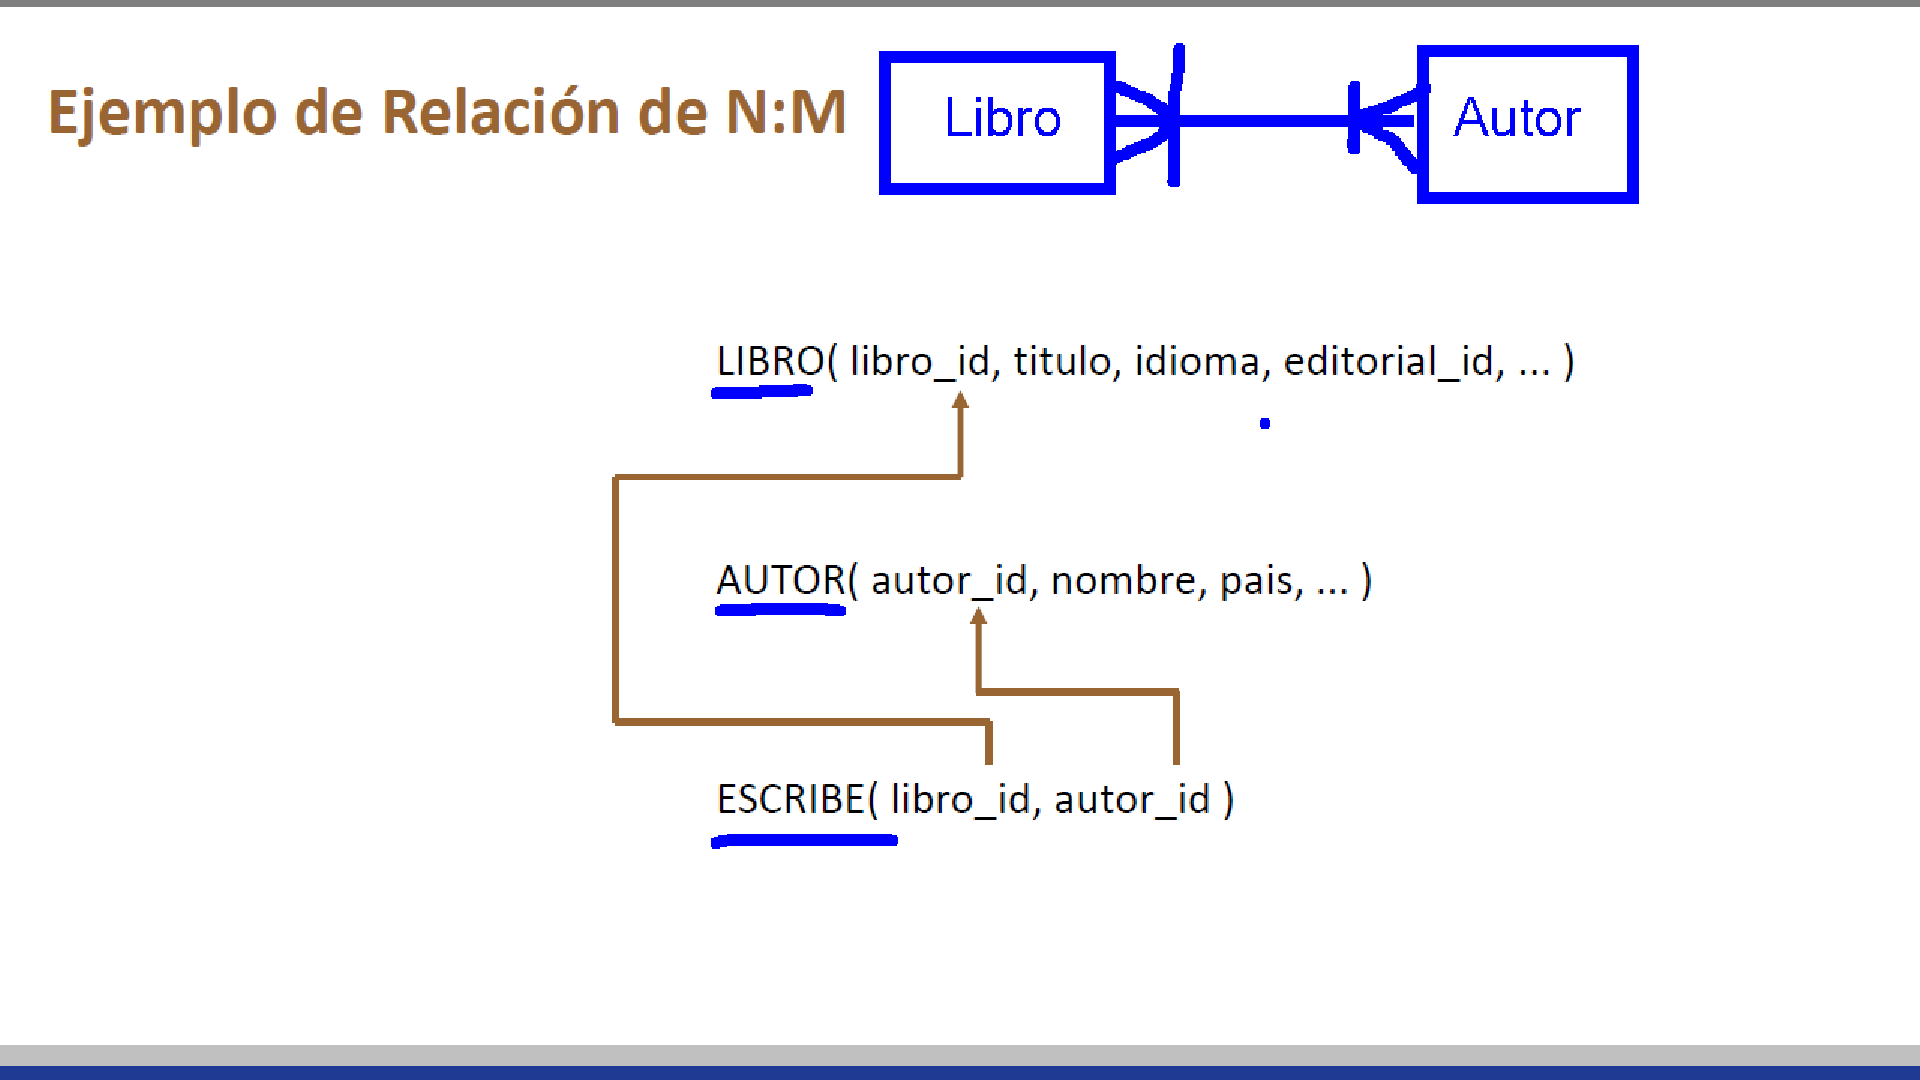 Ejemplo de Relación de N:M
Libro
Autor
LIBRO( libro_id, titulo, idioma, editorial_id, ... )
AUTOR( autor_id, nombre, pais, ... )
ESCRIBE( libro_id, autor_id )